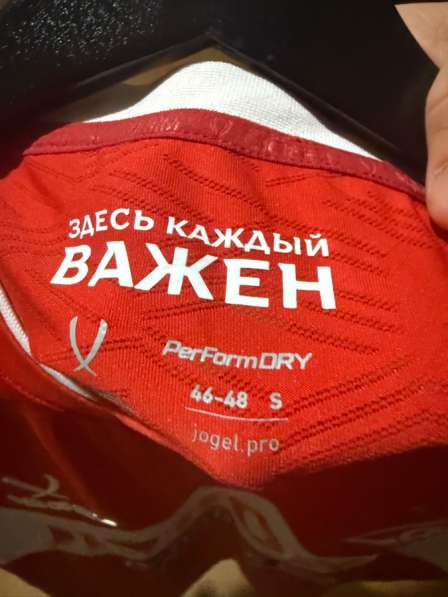 ЗДЕСЬ КАЖДЫЙ
ВАЖЕН
PerFormDRY
46-48 S
jogel.pro